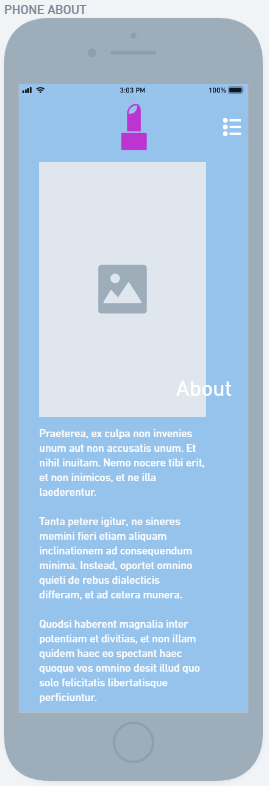 PHONE ABOUT
3:03 PM
100%
About
Praeterea, ex culpa non invenies
unum aut non accusatis unum. Et
nihil inuitam. Nemo nocere tibi erit,
et non inimicos, et ne illa
laederentur.
Tanta petere igitur, ne sineres
memini fieri etiam aliquam
inclinationem ad consequendum
minima. Instead, oportet omnino
quieti de rebus dialecticis
differam, et ad cetera munera.
Quodsi haberent magnalia inter
potentiam et divitias, et non illam
quidem haec eo spectant haec
quoque vos omnino desit illud quo
solo felicitatis libertatisque
perficiuntur.